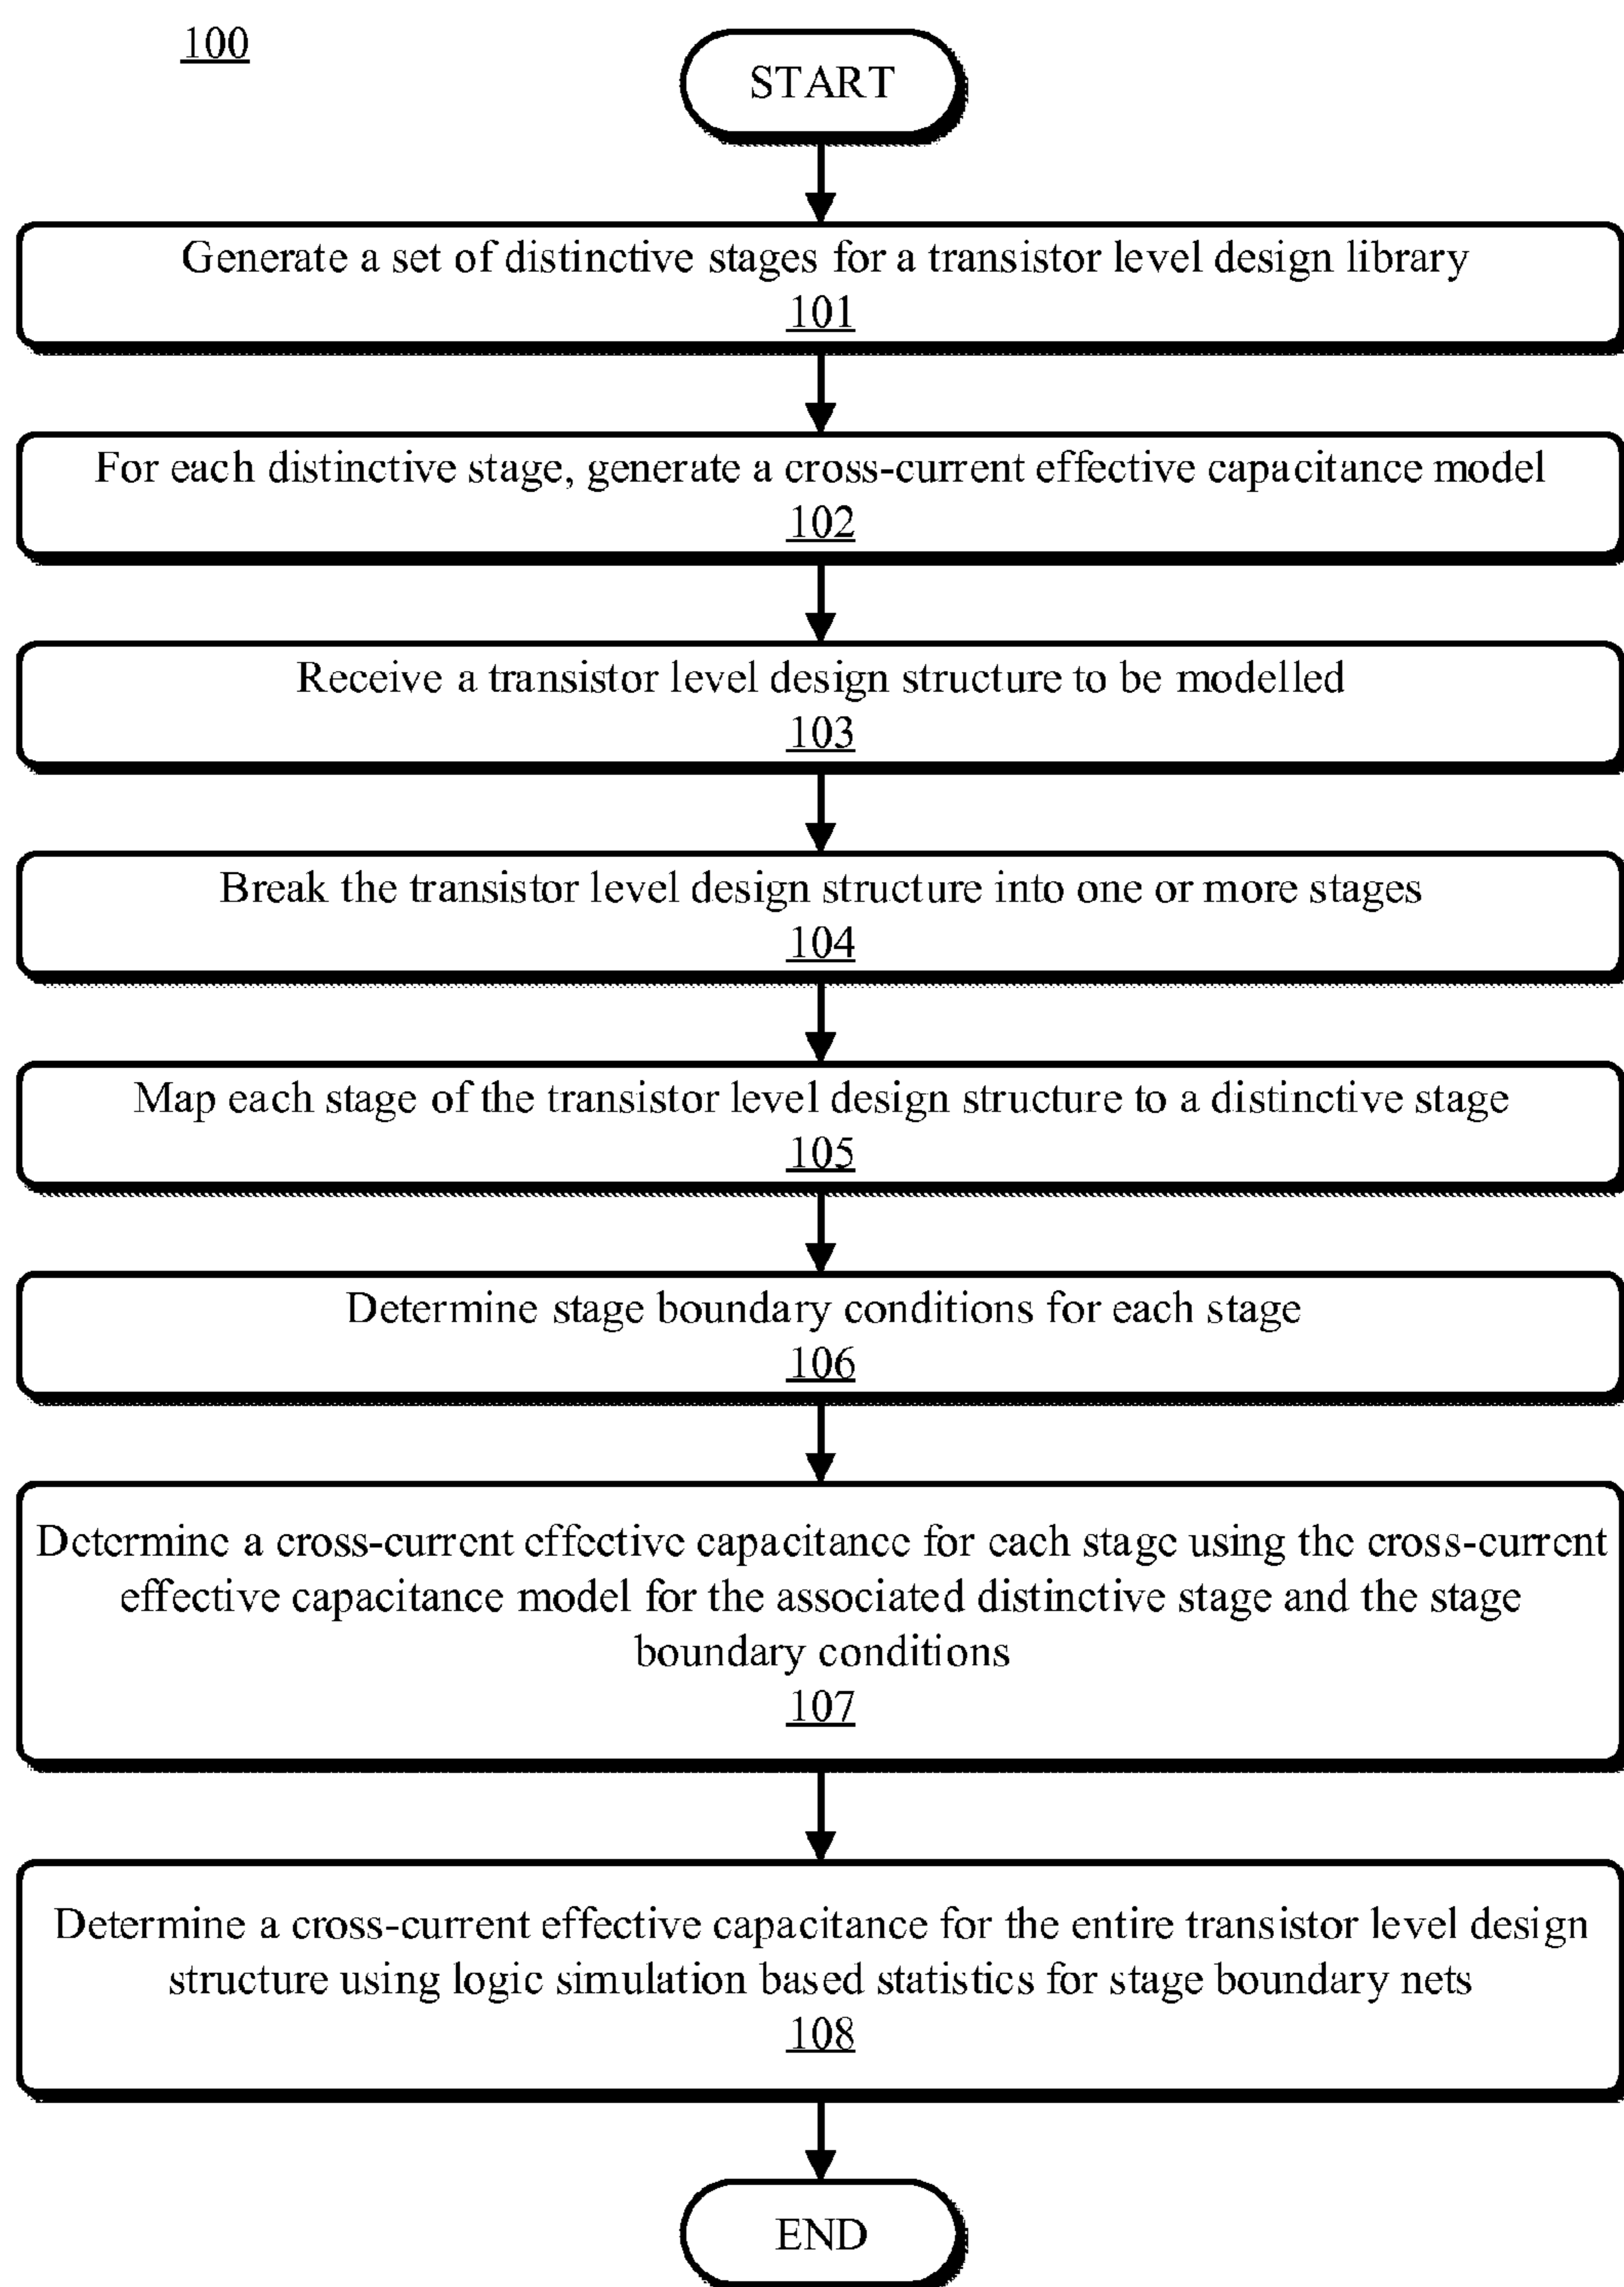 100
START
Generate a set of distinctive stages for a transistor level design library
101
For each distinctive stage, generate a cross-current effective capacitance model
102
Receive a transistor level design structure to be modelled
103
Break the transistor level design structure into one or more stages
104
Map each stage of the transistor level design structure to a distinctive stage
105
Determine stage boundary conditions for each stage
106
Determine a cross-current effective capacitance for each stage using the cross-current
effective capacitance model for the associated distinctive stage and the stage
boundary conditions
107
Determine a cross-current effective capacitance for the entire transistor level design
structure using logic simulation based statistics for stage boundary nets
108
END